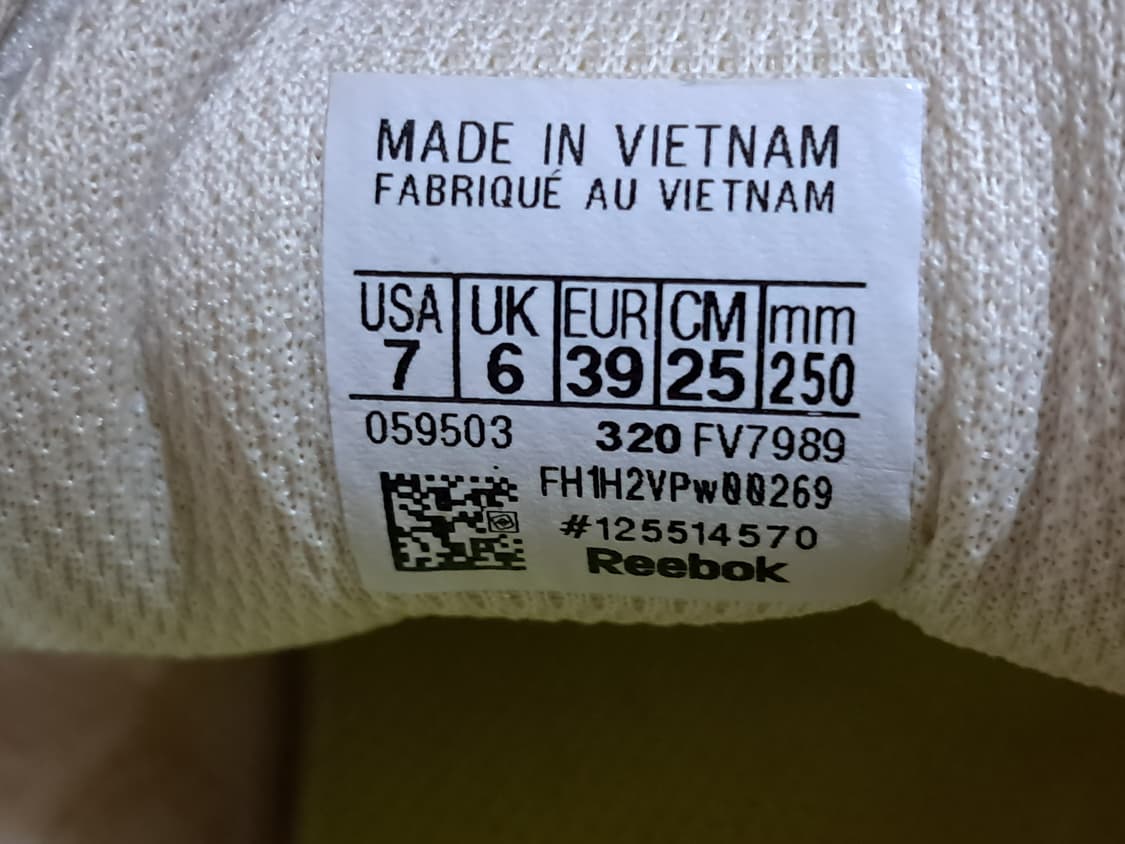 MADE IN VIETNAM
FABRIQUÉ AU VIETNAM
USA UK EUR CM mm
7 6 39 25 250
059503 320 FV7989
FH1H2VPw00269
#125514570
Reebok